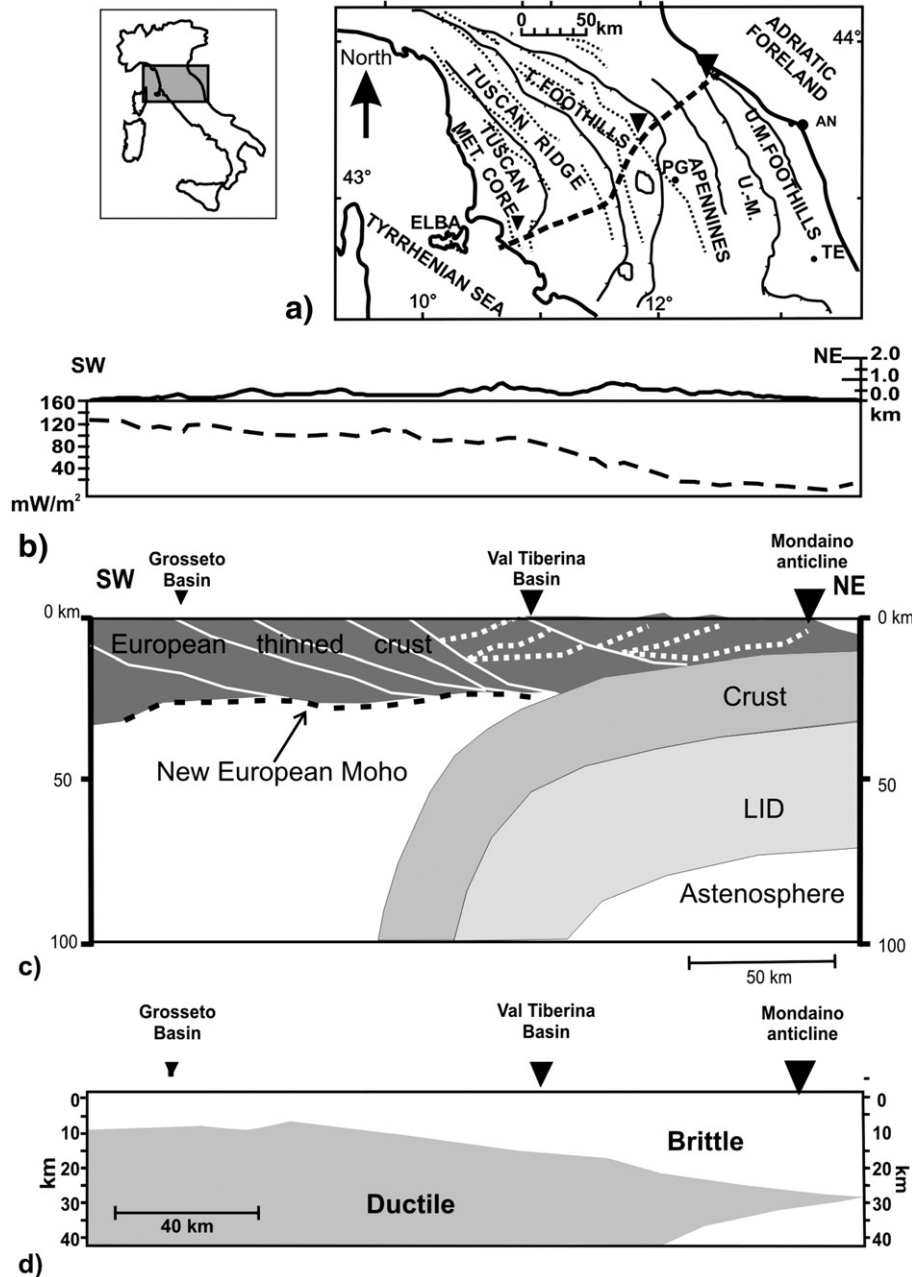 0
50
km
North
44°
ADRIATIC
FORELAND
TUSCAN RIDGE
T. FOOTHILLS
TUSCAN
MET CORE
43°
PG
AN
U.M.FOOTHILLS
U.-M.
APENNINES
ELBA
TE
TYRRHENIAN SEA
10°
12°
a)
SW
NE
2.0
1.0
0.0
km
160
120
80
40
mW/m²
b)
Grosseto
Basin
Val Tiberina
Basin
Mondaino
anticline
SW
NE
0 km
0 km
European thinned crust
Crust
New European Moho
50
50
LID
Astenosphere
100
100
c)
50 km
Grosseto
Basin
Val Tiberina
Basin
Mondaino
anticline
0
10
20
30
40
km
Brittle
Ductile
40 km
0
10
20
30
40
km
d)